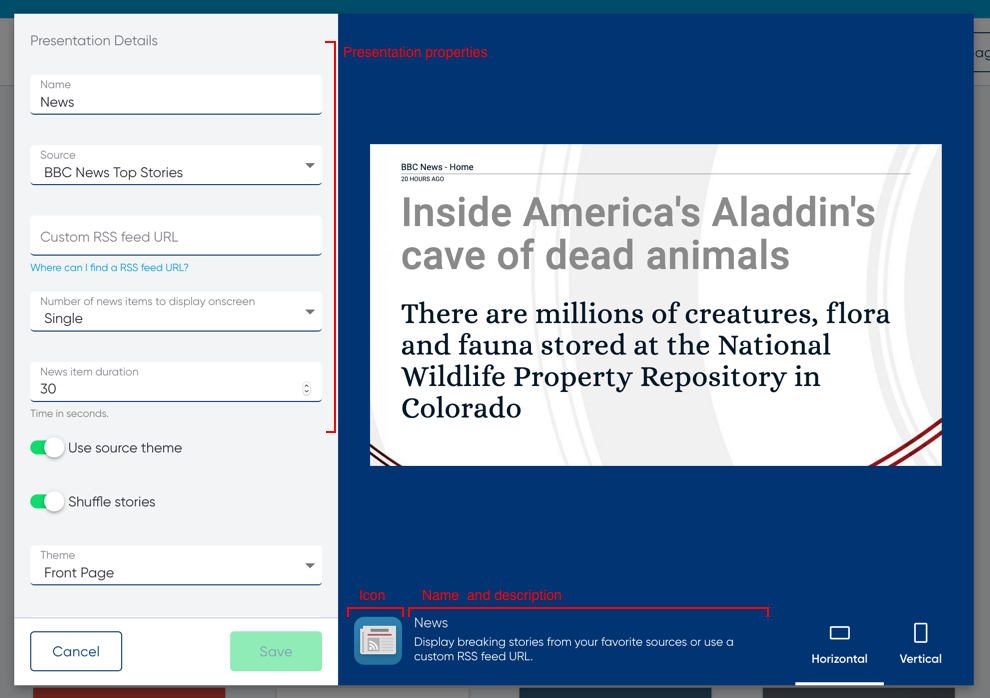 Presentation Details
Presentation properties
Name
News
Source
BBC News Top Stories
Custom RSS feed URL
Where can I find a RSS feed URL?
Number of news items to display onscreen
Single
News item duration
30
Time in seconds.
Use source theme
Shuffle stories
Theme
Front Page
Cancel
Save
BBC News - Home
20 HOURS AGO
Inside America's Aladdin's
cave of dead animals
There are millions of creatures, flora
and fauna stored at the National
Wildlife Property Repository in
Colorado
Icon
Name and description
News
Display breaking stories from your favorite sources or use a
custom RSS feed URL.
Horizontal
Vertical